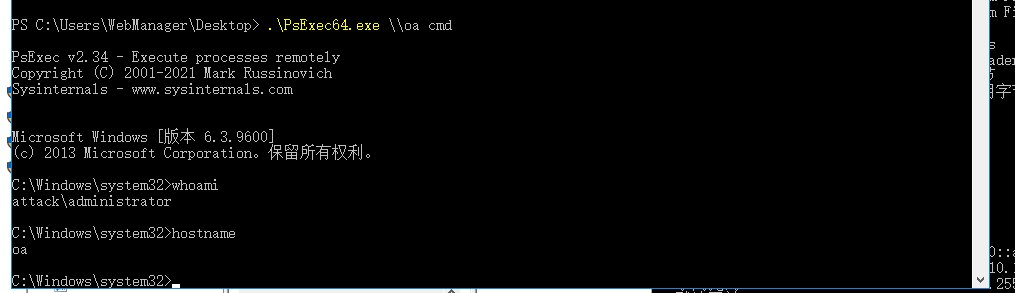 PS C:\Users\WebManager\Desktop> .\PsExec64.exe \\oa cmd
PsExec v2.34 - Execute processes remotely
Copyright (C) 2001-2021 Mark Russinovich
Sysinternals - www.sysinternals.com
Microsoft Windows [版本 6.3.9600]
(c) 2013 Microsoft Corporation。保留所有权利。
C:\Windows\system32>whoami
attack\administrator
C:\Windows\system32>hostname
oa
C:\Windows\system32>